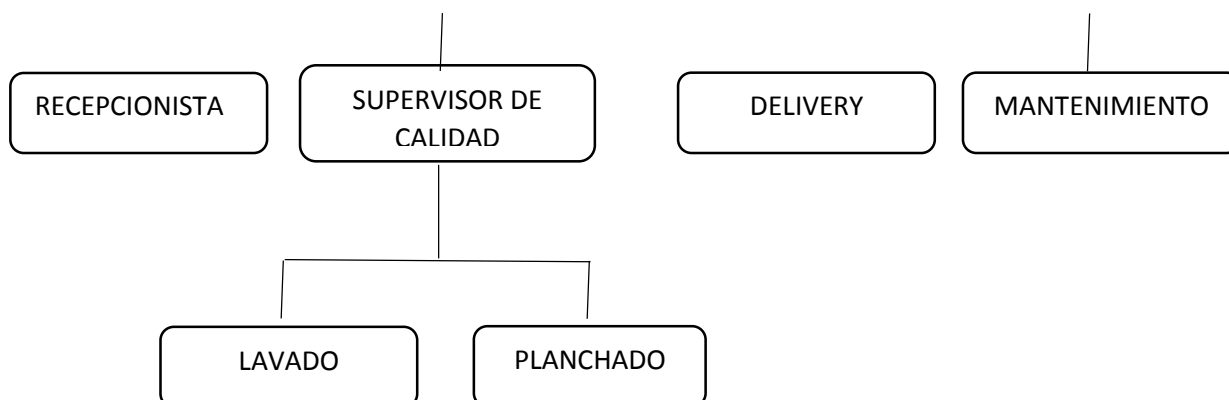 RECEPCIONISTA
SUPERVISOR DE
CALIDAD
DELIVERY
MANTENIMIENTO
LAVADO
PLANCHADO